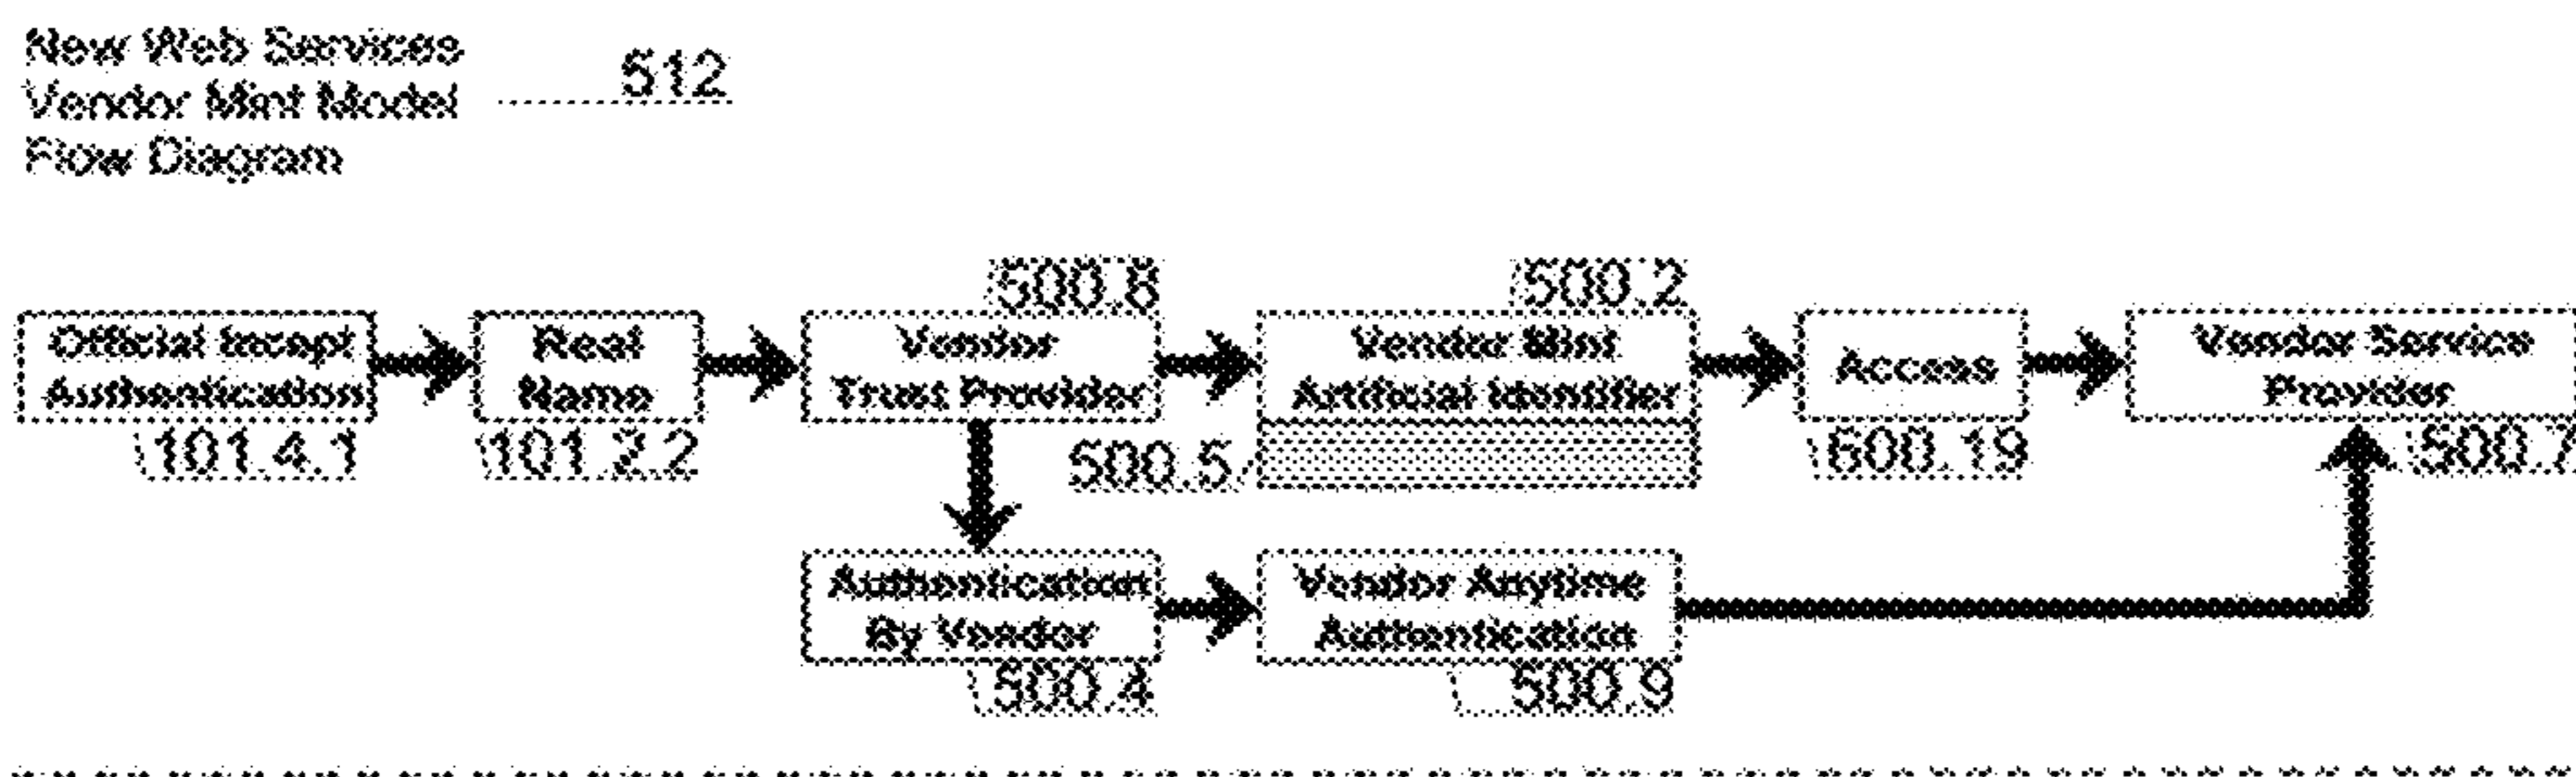 New Web Services
Vendor Mint Model 512
Flow Diagram
500.8
500.2
Official Incept
Authentication
101.4.1
Real
Name
101.2.2
Vendor
Trust Provider
Vendor Mint
Artificial Identifier
500.5
Access
600.19
Vendor Service
Provider
500.7
Authentication
By Vendor
500.4
Vendor Anytime
Authentication
500.9